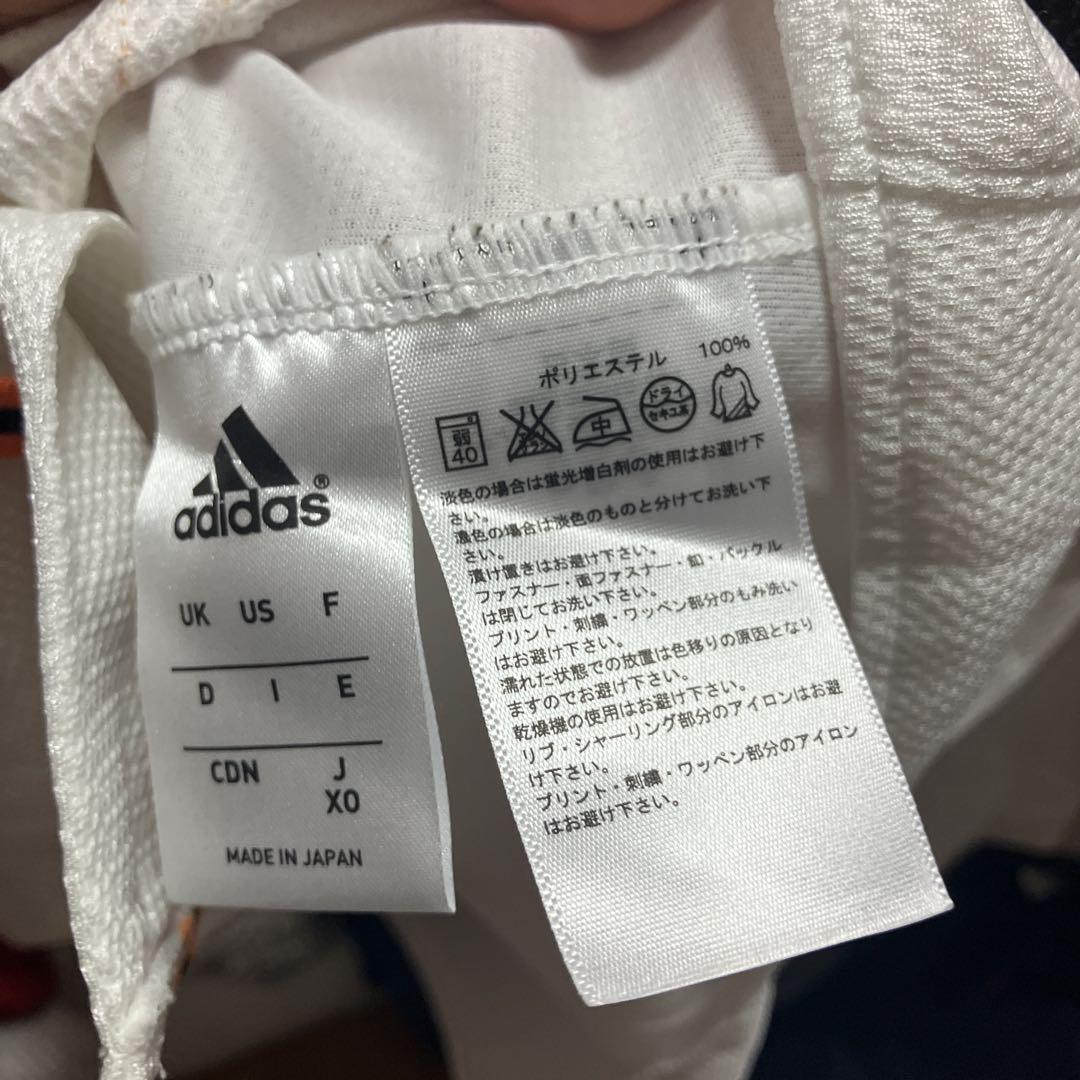 adidas®
UK US F
D I E
CDN J
XO
MADE IN JAPAN
ポリエステル 100%
弱
40
中
ドライ
セキユ系
淡色の場合は蛍光増白剤の使用はお避け下
さい。
濃色の場合は淡色のものと分けてお洗い下
さい。
漬け置きはお避け下さい。
ファスナー・面ファスナー・釦・バックル
は閉じてお洗い下さい。
プリント・刺繍・ワッペン部分のもみ洗い
はお避け下さい。
濡れた状態での放置は色移りの原因となり
ますのでお避け下さい。
乾燥機の使用はお避け下さい。
リブ・シャーリング部分のアイロンはお避
け下さい。
プリント・刺繍・ワッペン部分のアイロン
はお避け下さい。